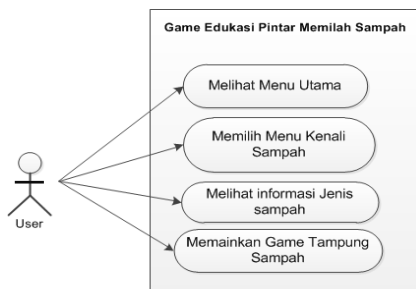 Game Edukasi Pintar Memilah Sampah
Melihat Menu Utama
Memilih Menu Kenali
Sampah
Melihat informasi Jenis
sampah
Memainkan Game Tampung
Sampah
User